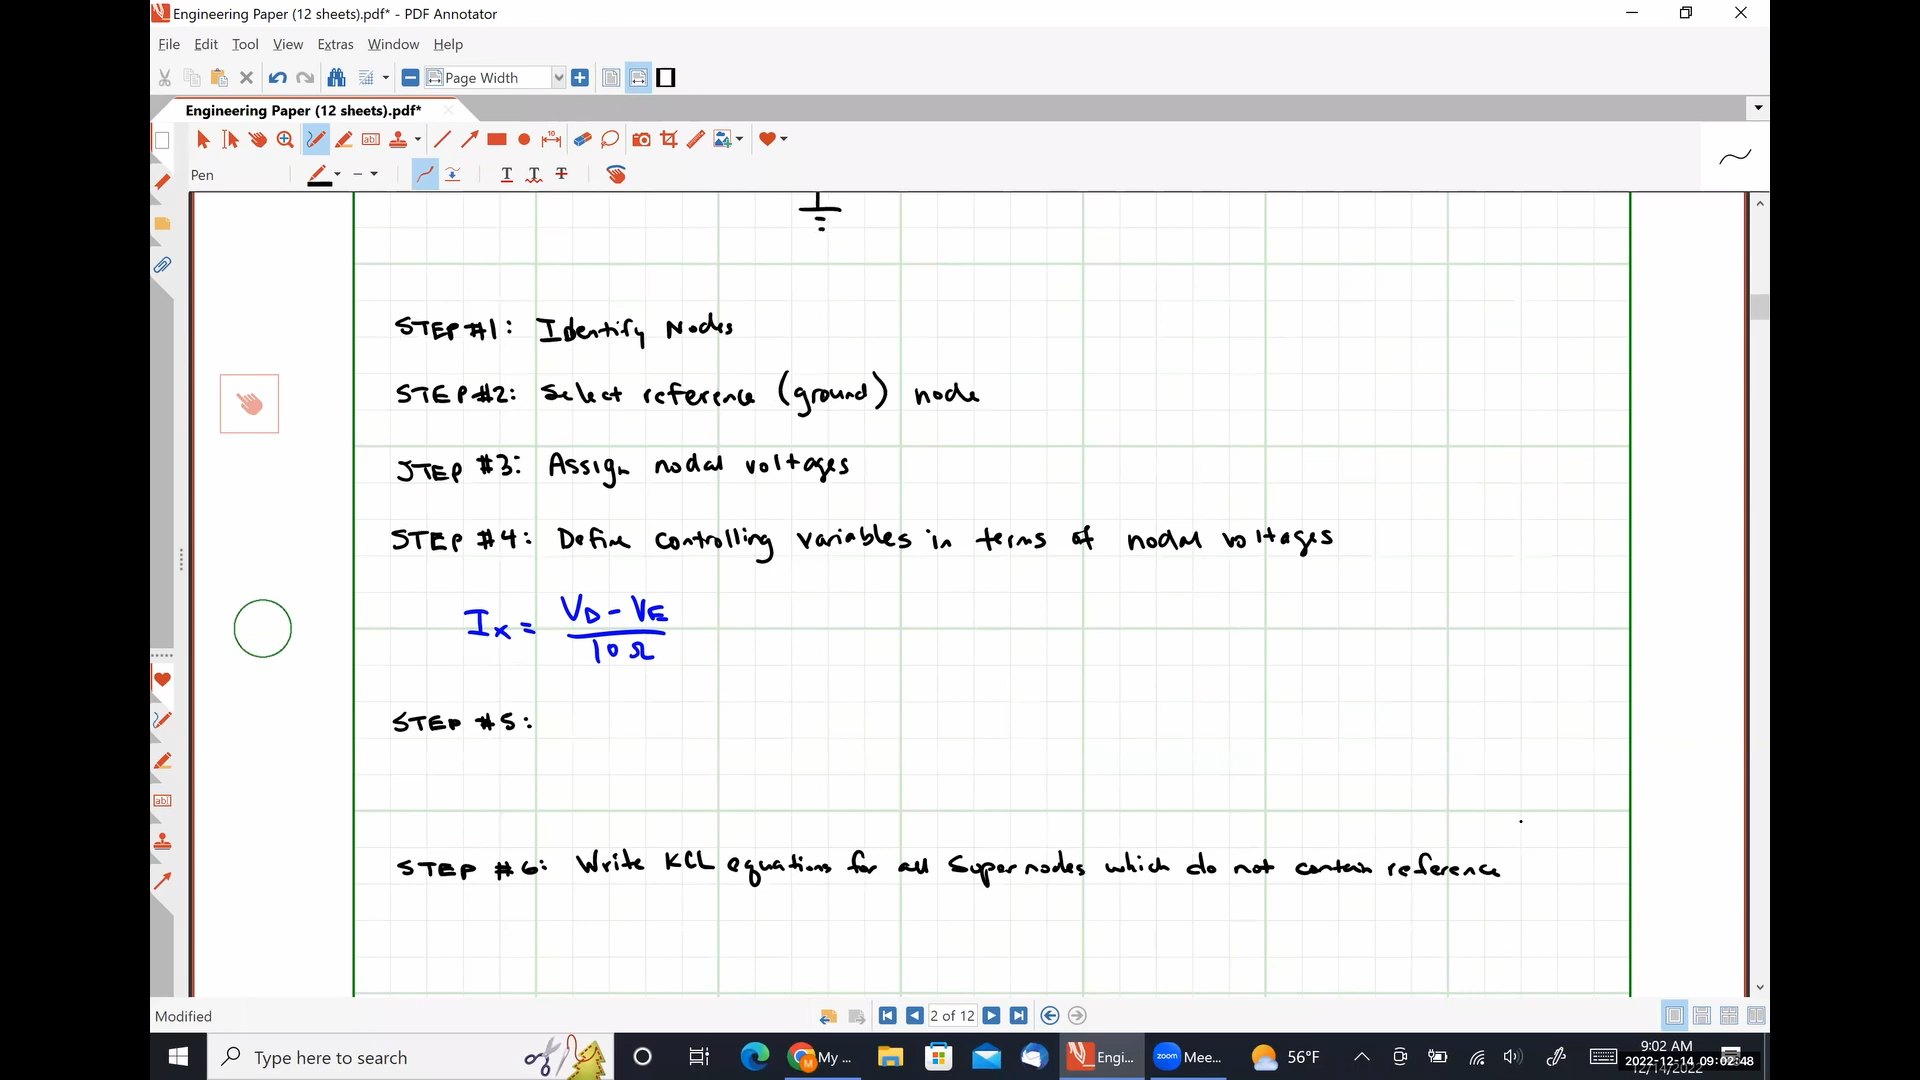 Engineering Paper (12 sheets).pdf* - PDF Annotator
File Edit Tool View Extras Window Help
Page Width
Engineering Paper (12 sheets).pdf*
Pen
STEP #1: Identify Nodes
STEP #2: Select reference (ground) node
STEP #3: Assign nodal voltages
STEP #4: Define controlling variables in terms of nodal voltages
Ix = VD - VE
10 Ω
STEP #5:
STEP #6: Write KCL equations for all Supernodes which do not contain reference
Modified
2 of 12
Type here to search
My ...
Engi...
zoom
Mee...
56°F
9:02 AM
2022-12-14 09:02:48
12/14/2022